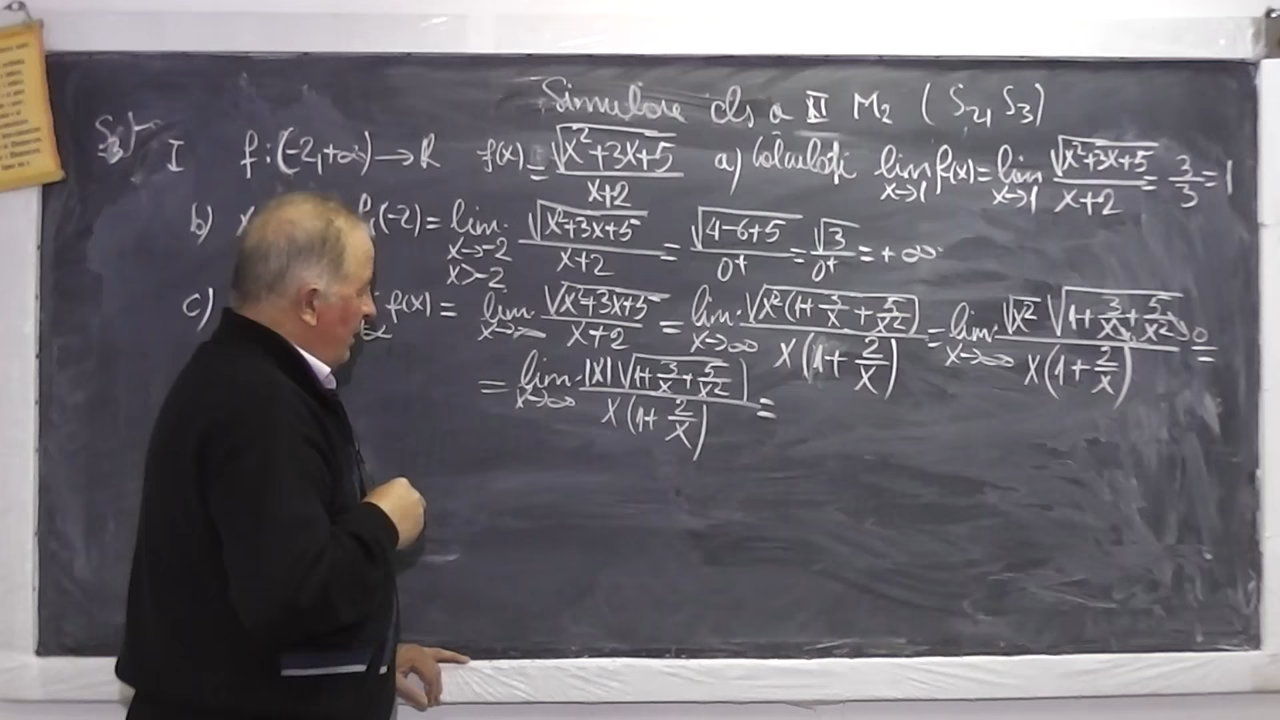 Simulare cls a XI M₂ (S₂, S₃)
S₃)
I f:(-2,+∞)→R f(x)=√(x²+3x+5)/(x+2) a) Calculați lim x→1 f(x)=lim x→1 √(x²+3x+5)/(x+2)=3/3=1
b) (-2)=lim x→-2 x>-2 √(x²+3x+5)/(x+2)=√(4-6+5)/0+=√3/0+=+∞
c) f(x)=lim x→∞ √(x²+3x+5)/(x+2)=lim x→∞ √(x²(1+3/x+5/x²))/x(1+2/x)=lim x→∞ √x² √(1+3/x+5/x²)/x(1+2/x)=
=lim x→∞ |x|√(1+3/x+5/x²)/x(1+2/x)=